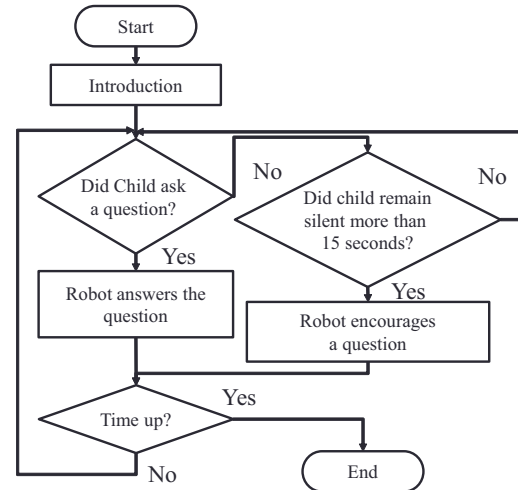 Start
Introduction
Did Child ask
a question?
No
Did child remain
silent more than
15 seconds?
No
Yes
Robot answers the
question
Yes
Robot encourages
a question
Time up?
Yes
No
End